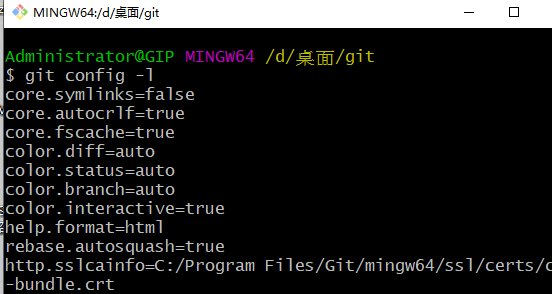 MINGW64:/d/桌面/git
Administrator@GIP MINGW64 /d/桌面/git
$ git config -l
core.symlinks=false
core.autocrlf=true
core.fscache=true
color.diff=auto
color.status=auto
color.branch=auto
color.interactive=true
help.format=html
rebase.autosquash=true
http.sslcainfo=C:/Program Files/Git/mingw64/ssl/certs/
-bundle.crt